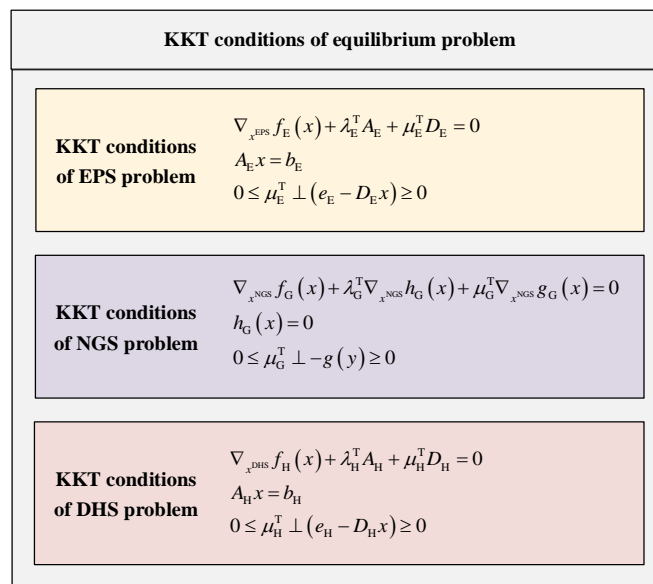 KKT conditions of equilibrium problem
KKT conditions
of EPS problem
∇_{x^{EPS}} f_E(x) + λ_E^T A_E + μ_E^T D_E = 0
A_E x = b_E
0 ≤ μ_E^T ⊥ (e_E − D_E x) ≥ 0
KKT conditions
of NGS problem
∇_{x^{NGS}} f_G(x) + λ_G^T ∇_{x^{NGS}} h_G(x) + μ_G^T ∇_{x^{NGS}} g_G(x) = 0
h_G(x) = 0
0 ≤ μ_G^T ⊥ −g(y) ≥ 0
KKT conditions
of DHS problem
∇_{x^{DHS}} f_H(x) + λ_H^T A_H + μ_H^T D_H = 0
A_H x = b_H
0 ≤ μ_H^T ⊥ (e_H − D_H x) ≥ 0